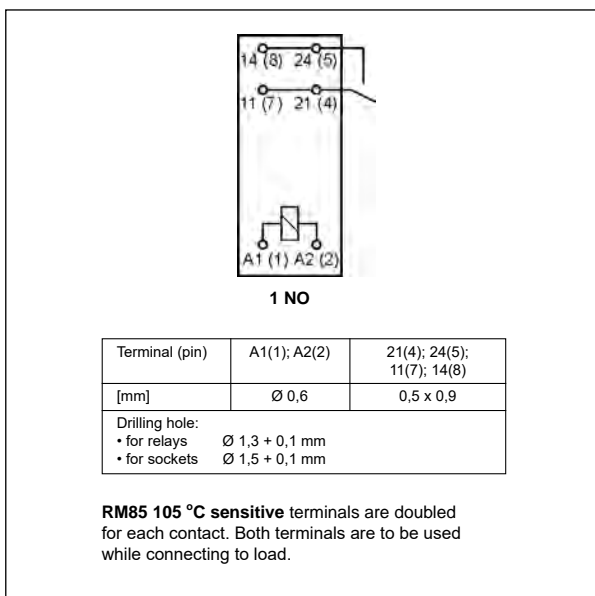 14 (8) 24 (5)
11 (7) 21 (4)
A1 (1) A2 (2)
1 NO
Terminal (pin) A1(1); A2(2) 21(4); 24(5);
11(7); 14(8)
[mm] Ø 0,6 0,5 x 0,9
Drilling hole:
• for relays Ø 1,3 + 0,1 mm
• for sockets Ø 1,5 + 0,1 mm
RM85 105 °C sensitive terminals are doubled
for each contact. Both terminals are to be used
while connecting to load.